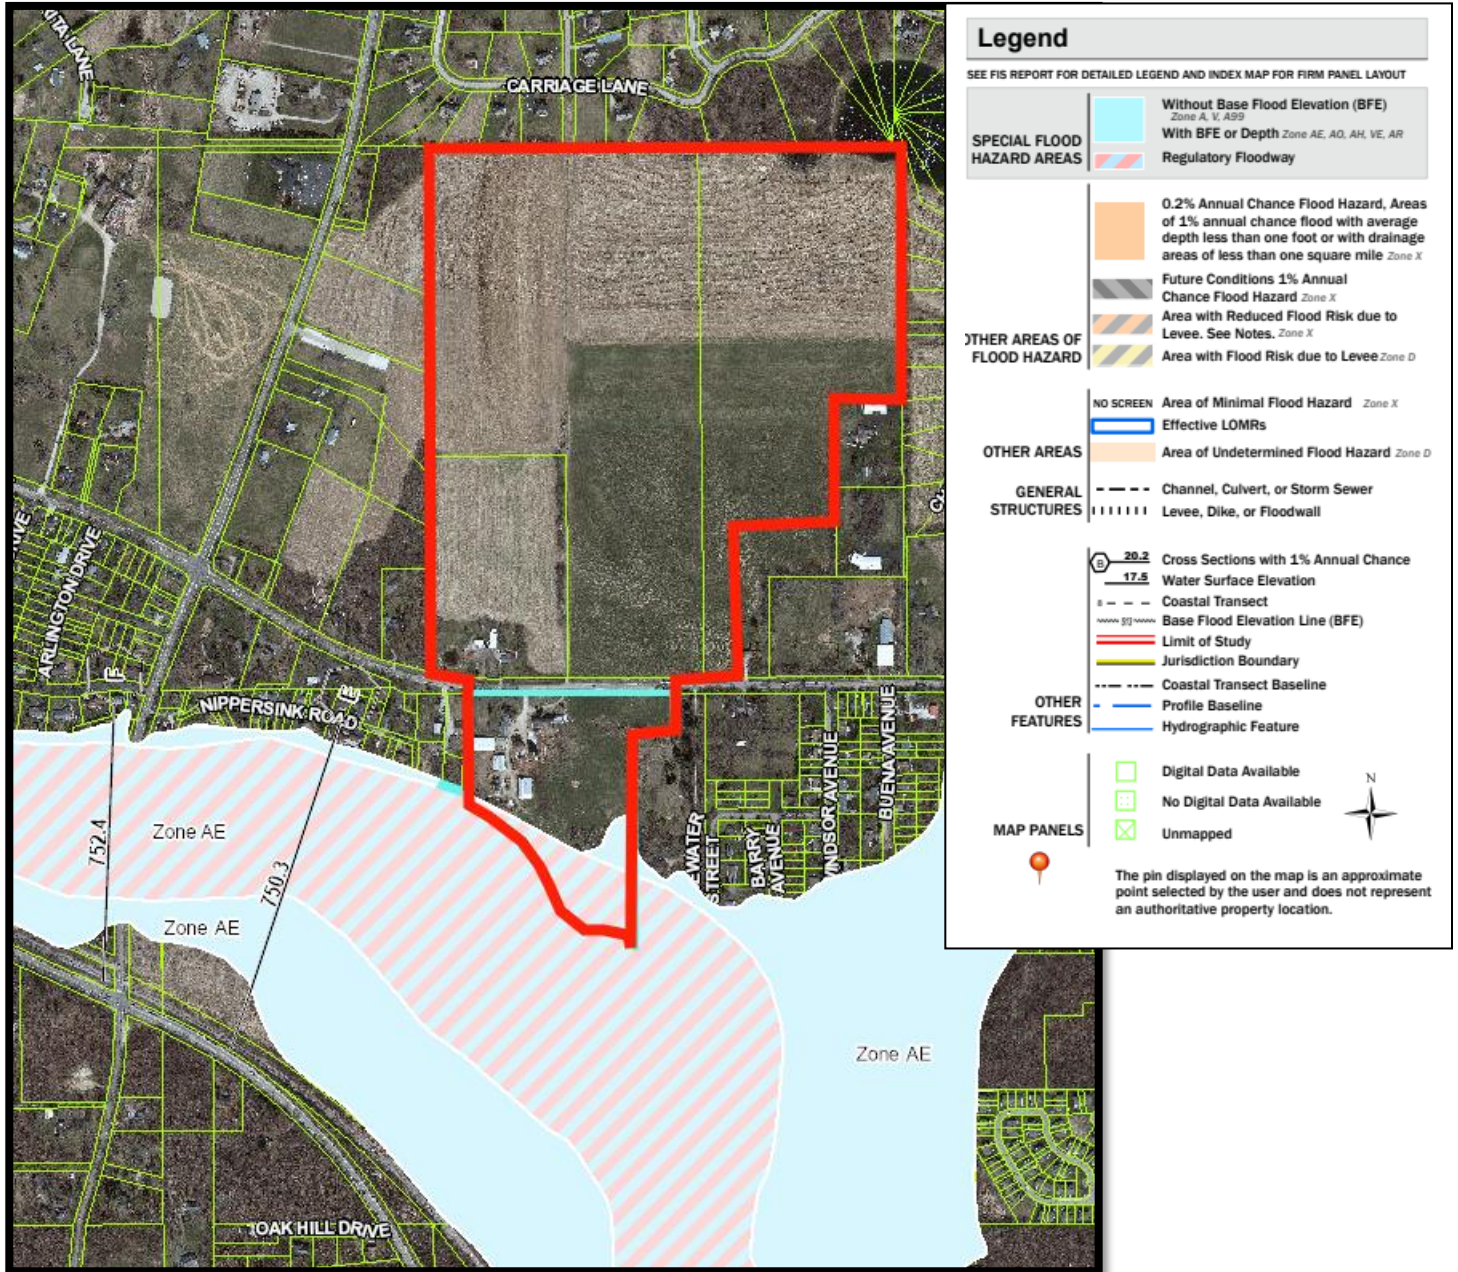 ITA LANE
CARRIAGE LANE
ARLINGTON DRIVE
F
E
NIPPERSINK ROAD
752.4
750.3
Zone AE
Zone AE
Zone AE
EWATER
STREET
BARRY
AVENUE
INDSOR AVENUE
BUENA AVENUE
OAK HILL DRIVE
Legend
SEE FIS REPORT FOR DETAILED LEGEND AND INDEX MAP FOR FIRM PANEL LAYOUT
SPECIAL FLOOD
HAZARD AREAS
Without Base Flood Elevation (BFE)
Zone A, V, A99
With BFE or Depth Zone AE, AO, AH, VE, AR
Regulatory Floodway
OTHER AREAS OF
FLOOD HAZARD
0.2% Annual Chance Flood Hazard, Areas
of 1% annual chance flood with average
depth less than one foot or with drainage
areas of less than one square mile Zone X
Future Conditions 1% Annual
Chance Flood Hazard Zone X
Area with Reduced Flood Risk due to
Levee. See Notes. Zone X
Area with Flood Risk due to Levee Zone D
OTHER AREAS
NO SCREEN Area of Minimal Flood Hazard Zone X
Effective LOMRs
Area of Undetermined Flood Hazard Zone D
GENERAL
STRUCTURES
Channel, Culvert, or Storm Sewer
Levee, Dike, or Floodwall
OTHER
FEATURES
B 20.2 Cross Sections with 1% Annual Chance
17.5 Water Surface Elevation
8 Coastal Transect
513 Base Flood Elevation Line (BFE)
Limit of Study
Jurisdiction Boundary
Coastal Transect Baseline
Profile Baseline
Hydrographic Feature
MAP PANELS
Digital Data Available
No Digital Data Available
Unmapped
N
The pin displayed on the map is an approximate
point selected by the user and does not represent
an authoritative property location.